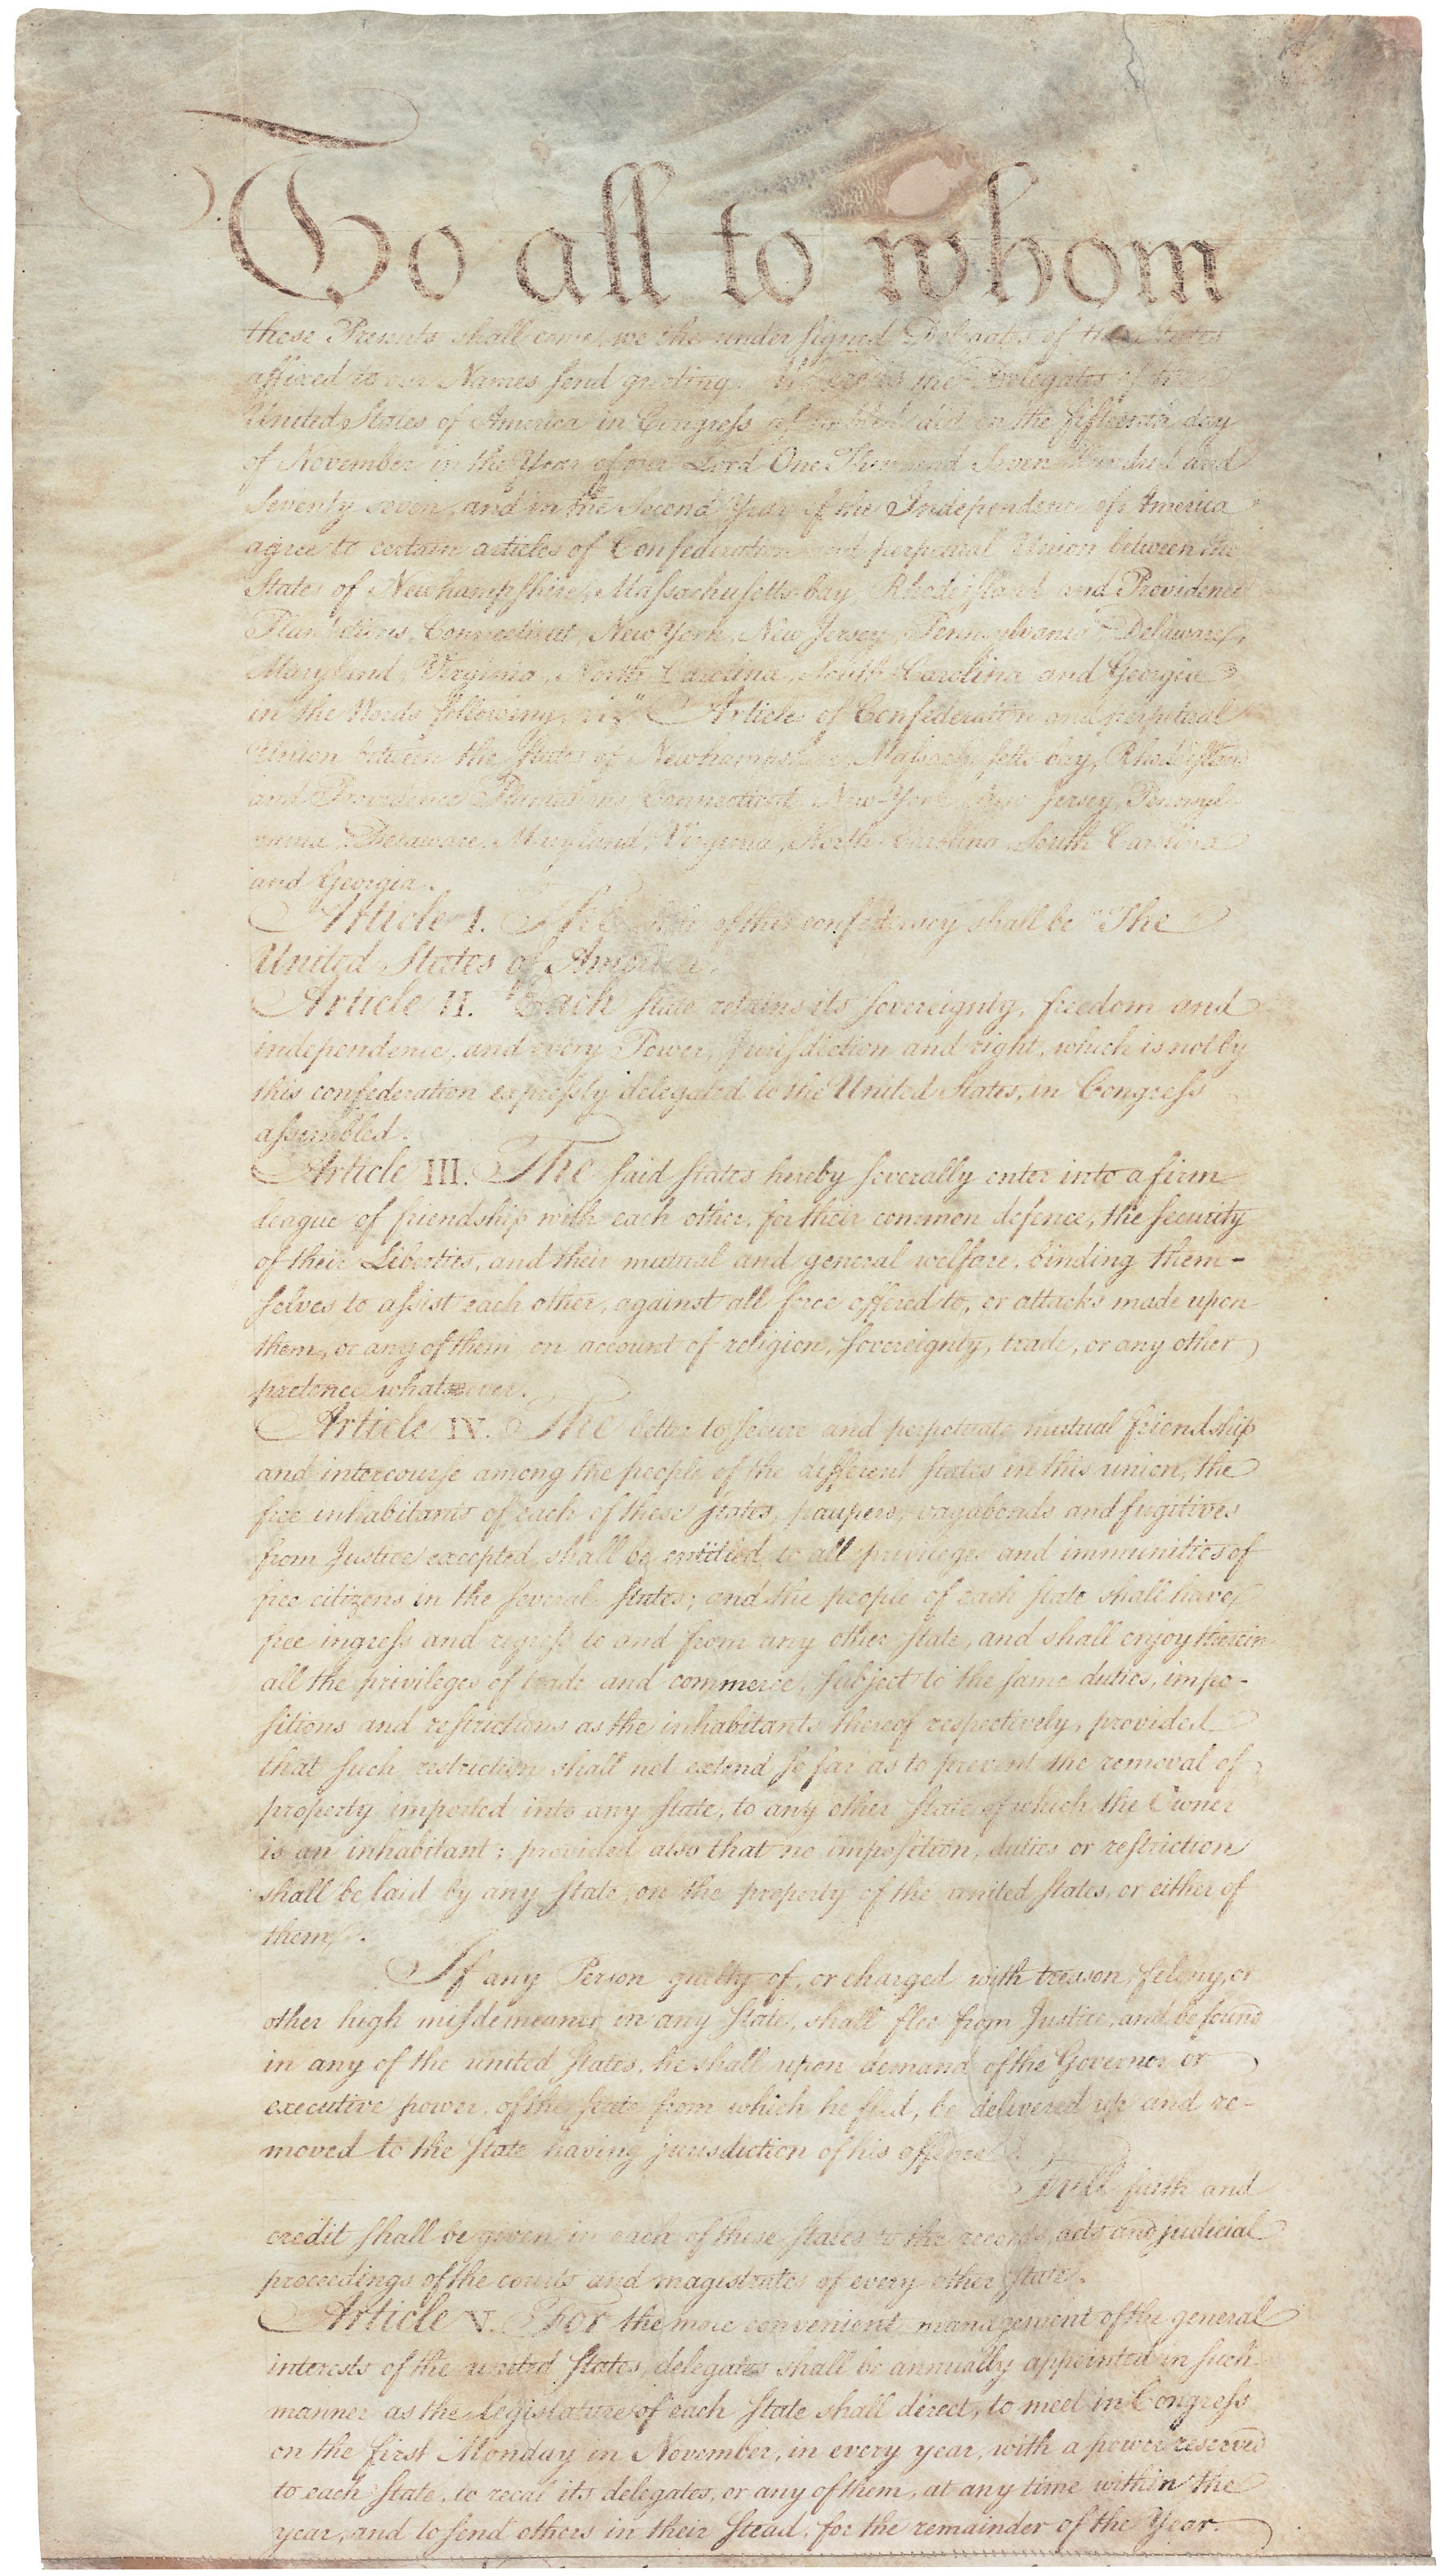 To all to whom
these Presents shall come, we the under signed Delegates of the States
affixed to our Names send greeting. Whereas the Delegates of the
United States of America in Congress assembled did on the fifteenth day
of November in the Year of our Lord One Thousand Seven Hundred and
Seventy seven, and in the Second Year of the Independence of America
agree to certain articles of Confederation and perpetual Union between the
States of Newhampshire, Massachusetts-bay, Rhodeisland and Providence
Plantations, Connecticut, New York, New Jersey, Pennsylvania, Delaware,
Maryland, Virginia, North Carolina, South Carolina and Georgia
in the Words following, viz. "Articles of Confederation and perpetual
Union between the States of Newhampshire, Massachusetts-bay, Rhodeisland
and Providence Plantations, Connecticut, New-York, New Jersey, Pennsyl-
vania, Delaware, Maryland, Virginia, North-Carolina, South-Carolina
and Georgia.
Article I. The Stile of this confederacy shall be "The
United States of America."
Article II. Each state retains its sovereignty, freedom and
independence, and every Power, Jurisdiction and right, which is not by
this confederation expressly delegated to the United States, in Congress
assembled.
Article III. The said states hereby severally enter into a firm
league of friendship with each other, for their common defence, the security
of their Liberties, and their mutual and general welfare, binding them-
selves to assist each other, against all force offered to, or attacks made upon
them, or any of them, on account of religion, sovereignty, trade, or any other
pretence whatever.
Article IV. The better to secure and perpetuate mutual friendship
and intercourse among the people of the different states in this union, the
free inhabitants of each of these states, paupers, vagabonds and fugitives
from Justice excepted, shall be entitled to all privileges and immunities of
free citizens in the several states; and the people of each state shall have
free ingress and regress to and from any other state, and shall enjoy therein
all the privileges of trade and commerce, subject to the same duties, impo-
sitions and restrictions as the inhabitants thereof respectively, provided
that such restriction shall not extend so far as to prevent the removal of
property imported into any state, to any other state of which the Owner
is an inhabitant; provided also that no imposition, duties or restriction
shall be laid by any state, on the property of the united states, or either of
them.
If any Person guilty of, or charged with treason, felony, or
other high misdemeanor in any state, shall flee from Justice, and be found
in any of the united states, he shall upon demand of the Governor or
executive power, of the state from which he fled, be delivered up and re-
moved to the state having jurisdiction of his offence.
Full faith and
credit shall be given in each of these states to the records, acts and judicial
proceedings of the courts and magistrates of every other state.
Article V. For the more convenient management of the general
interests of the united states, delegates shall be annually appointed in such
manner as the legislature of each state shall direct, to meet in Congress
on the first Monday in November, in every year, with a power reserved
to each state, to recal its delegates, or any of them, at any time within the
year, and to send others in their stead, for the remainder of the Year.